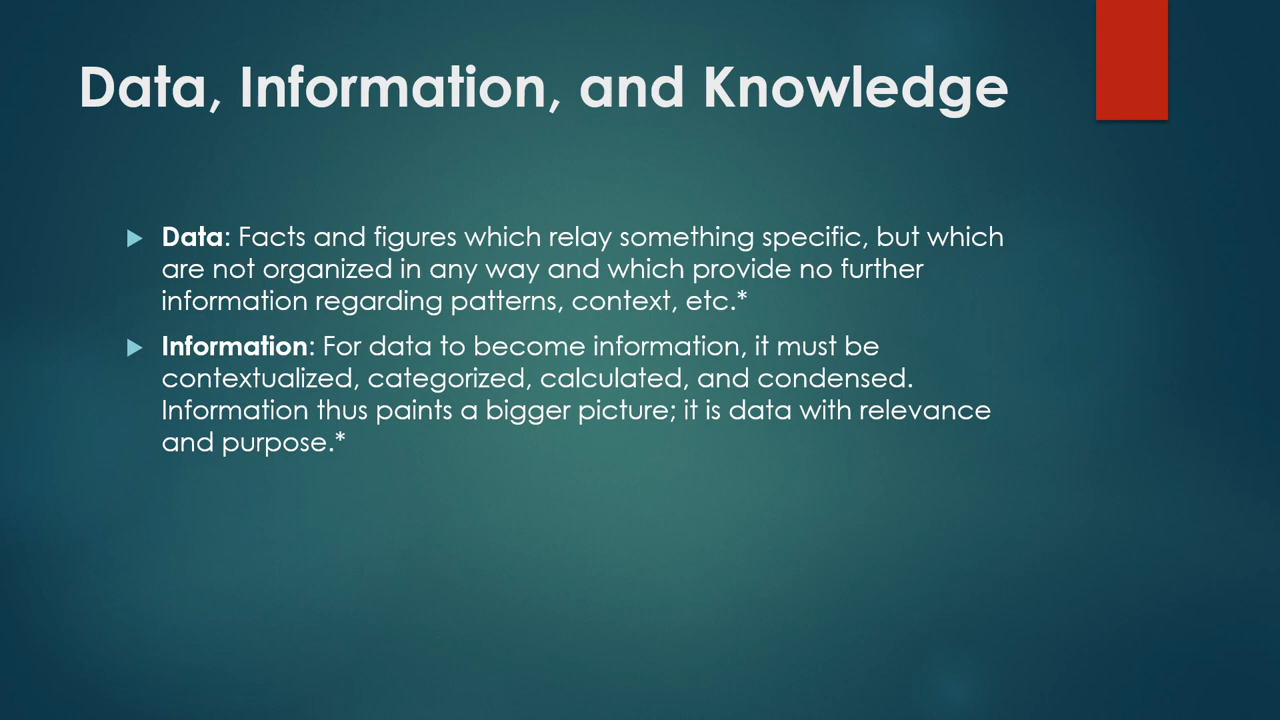 Data, Information, and Knowledge
Data: Facts and figures which relay something specific, but which
are not organized in any way and which provide no further
information regarding patterns, context, etc.*
Information: For data to become information, it must be
contextualized, categorized, calculated, and condensed.
Information thus paints a bigger picture; it is data with relevance
and purpose.*